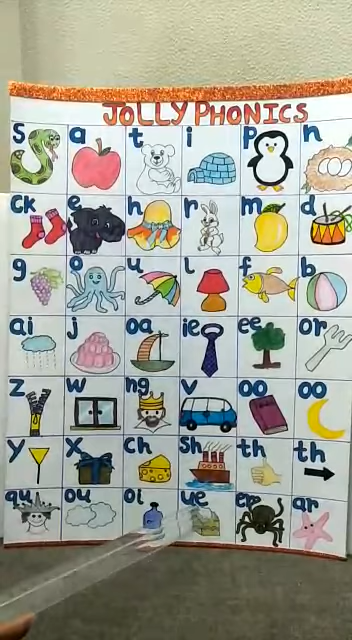 JOLLY PHONICS
s a t i p n
ck e h r m d
g o u l f b
ai j oa ie ee or
z w ng v oo oo
y x ch sh th th
qu ou oi ue er ar